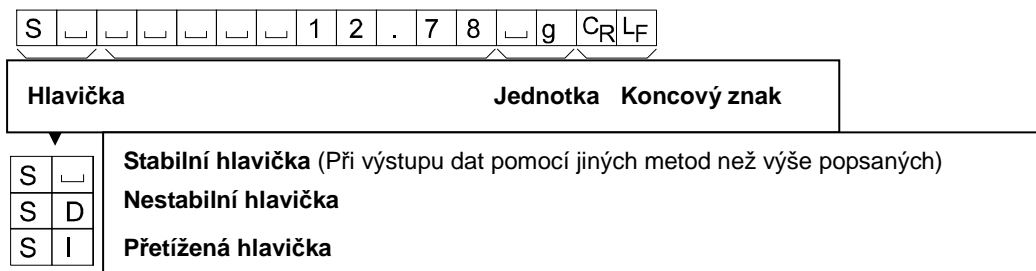 S ␣ ␣ ␣ ␣ ␣ ␣ 1 2 . 7 8 ␣ g CR LF
Hlavička Jednotka Koncový znak
S ␣ Stabilní hlavička (Při výstupu dat pomocí jiných metod než výše popsaných)
S D Nestabilní hlavička
S I Přetížená hlavička